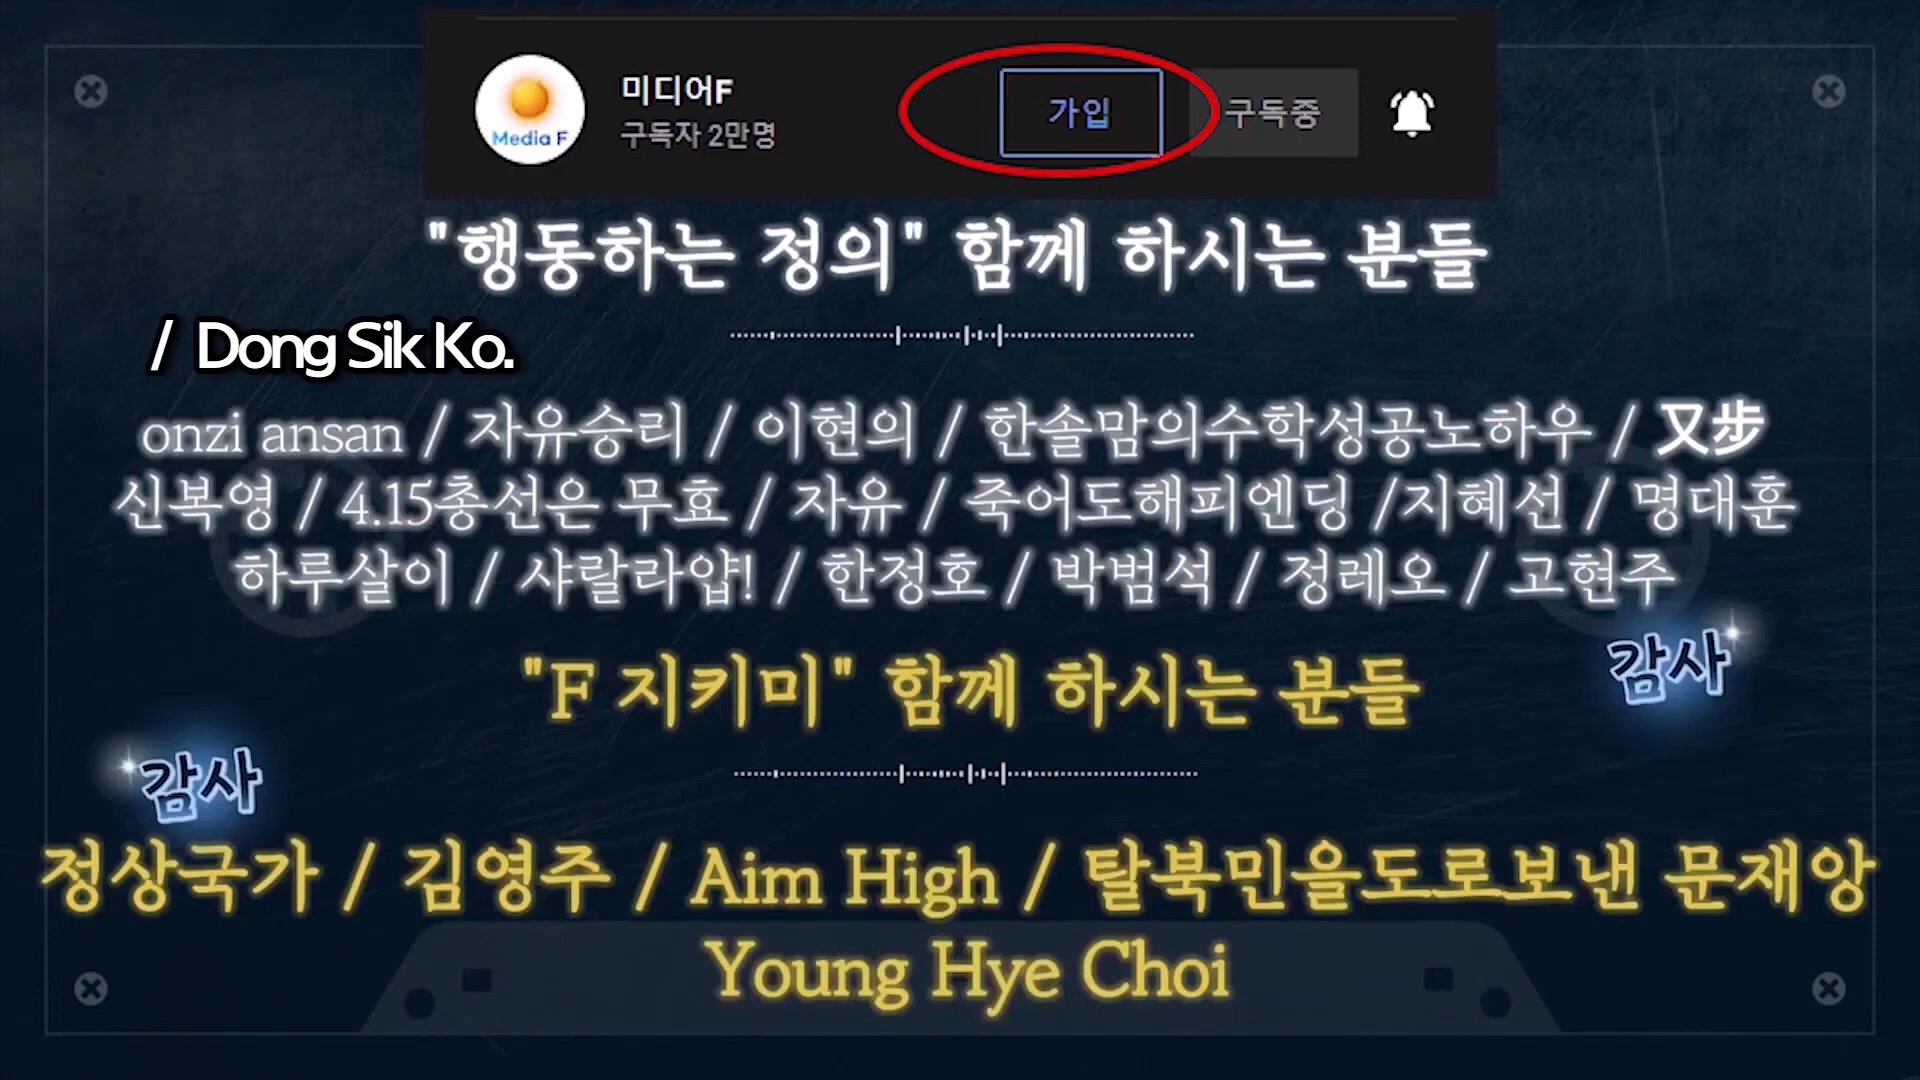 미디어F
Media F
구독자 2만명
가입
구독중
"행동하는 정의" 함께 하시는 분들
/ Dong Sik Ko.
onzi ansan / 자유승리 / 이현의 / 한솔맘의수학성공노하우 / 又步
신복영 / 4.15총선은 무효 / 자유 / 죽어도해피엔딩 /지혜선 / 명대훈
하루살이 / 샤랄라얍! / 한정호 / 박범석 / 정레오 / 고현주
감사
"F 지키미" 함께 하시는 분들
감사
정상국가 / 김영주 / Aim High / 탈북민을도로보낸 문재앙
Young Hye Choi